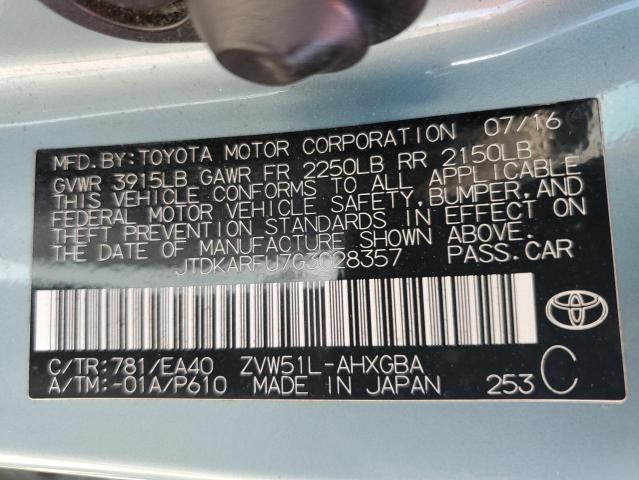 MFD. BY: TOYOTA MOTOR CORPORATION 07/16
GVWR 3915LB GAWR FR 2250LB RR 2150LB
THIS VEHICLE CONFORMS TO ALL APPLICABLE
FEDERAL MOTOR VEHICLE SAFETY, BUMPER, AND
THEFT PREVENTION STANDARDS IN EFFECT ON
THE DATE OF MANUFACTURE SHOWN ABOVE.
JTDKARFU7G3028357 PASS. CAR
C/TR: 781/EA40 ZVW51L-AHXGBA
A/TM: -01A/P610 MADE IN JAPAN 253 C